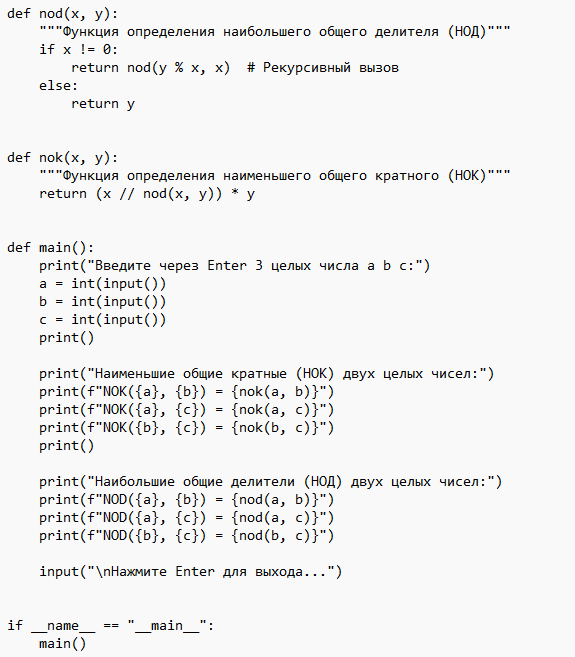 def nod(x, y):
    """Функция определения наибольшего общего делителя (НОД)"""
    if x != 0:
        return nod(y % x, x)  # Рекурсивный вызов
    else:
        return y
def nok(x, y):
    """Функция определения наименьшего общего кратного (НОК)"""
    return (x // nod(x, y)) * y
def main():
    print("Введите через Enter 3 целых числа a b c:")
    a = int(input())
    b = int(input())
    c = int(input())
    print()
    print("Наименьшие общие кратные (НОК) двух целых чисел:")
    print(f"NOK({a}, {b}) = {nok(a, b)}")
    print(f"NOK({a}, {c}) = {nok(a, c)}")
    print(f"NOK({b}, {c}) = {nok(b, c)}")
    print()
    print("Наибольшие общие делители (НОД) двух целых чисел:")
    print(f"NOD({a}, {b}) = {nod(a, b)}")
    print(f"NOD({a}, {c}) = {nod(a, c)}")
    print(f"NOD({b}, {c}) = {nod(b, c)}")
    input("\nНажмите Enter для выхода...")
if __name__ == "__main__":
    main()